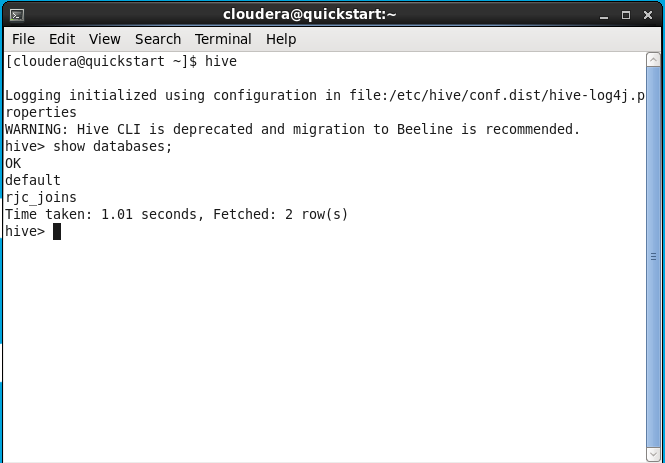 cloudera@quickstart:~
File Edit View Search Terminal Help
[cloudera@quickstart ~]$ hive
Logging initialized using configuration in file:/etc/hive/conf.dist/hive-log4j.p
roperties
WARNING: Hive CLI is deprecated and migration to Beeline is recommended.
hive> show databases;
OK
default
rjc_joins
Time taken: 1.01 seconds, Fetched: 2 row(s)
hive>